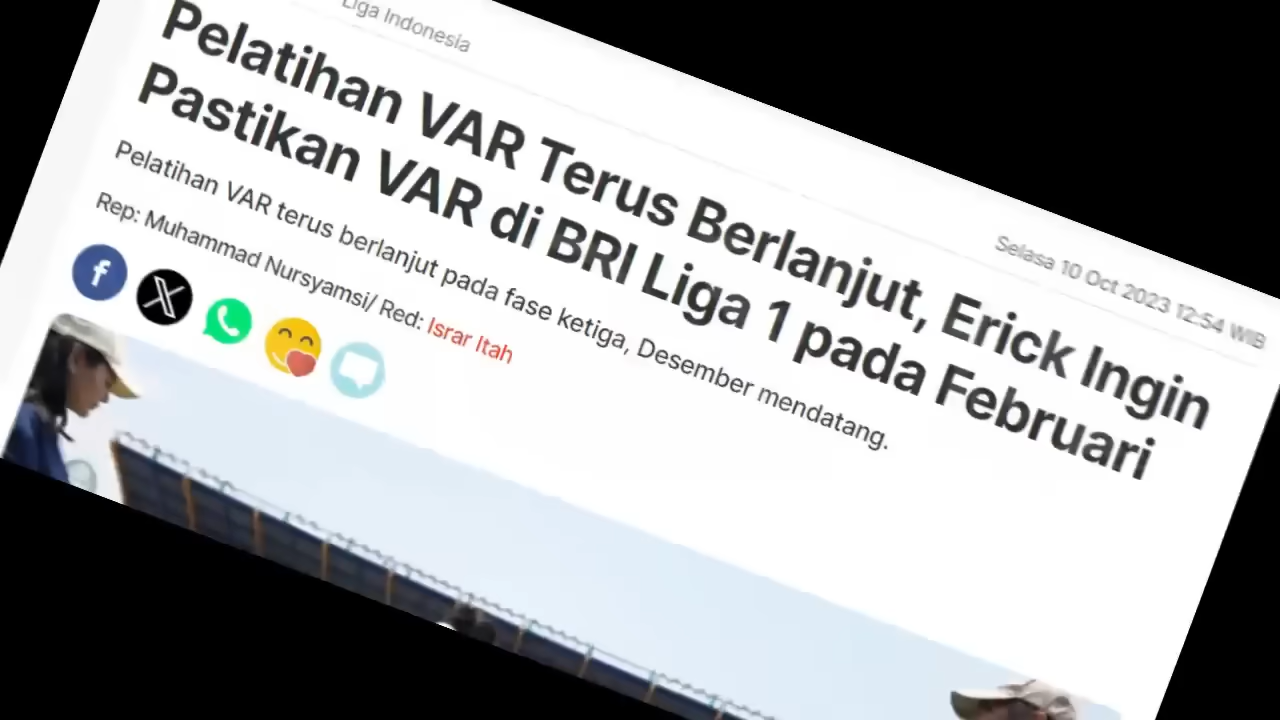 Liga Indonesia
Selasa 10 Oct 2023 12:54 WIB
Pelatihan VAR Terus Berlanjut, Erick Ingin
Pastikan VAR di BRI Liga 1 pada Februari
Pelatihan VAR terus berlanjut pada fase ketiga, Desember mendatang.
Rep: Muhammad Nursyamsi/ Red: Israr Itah